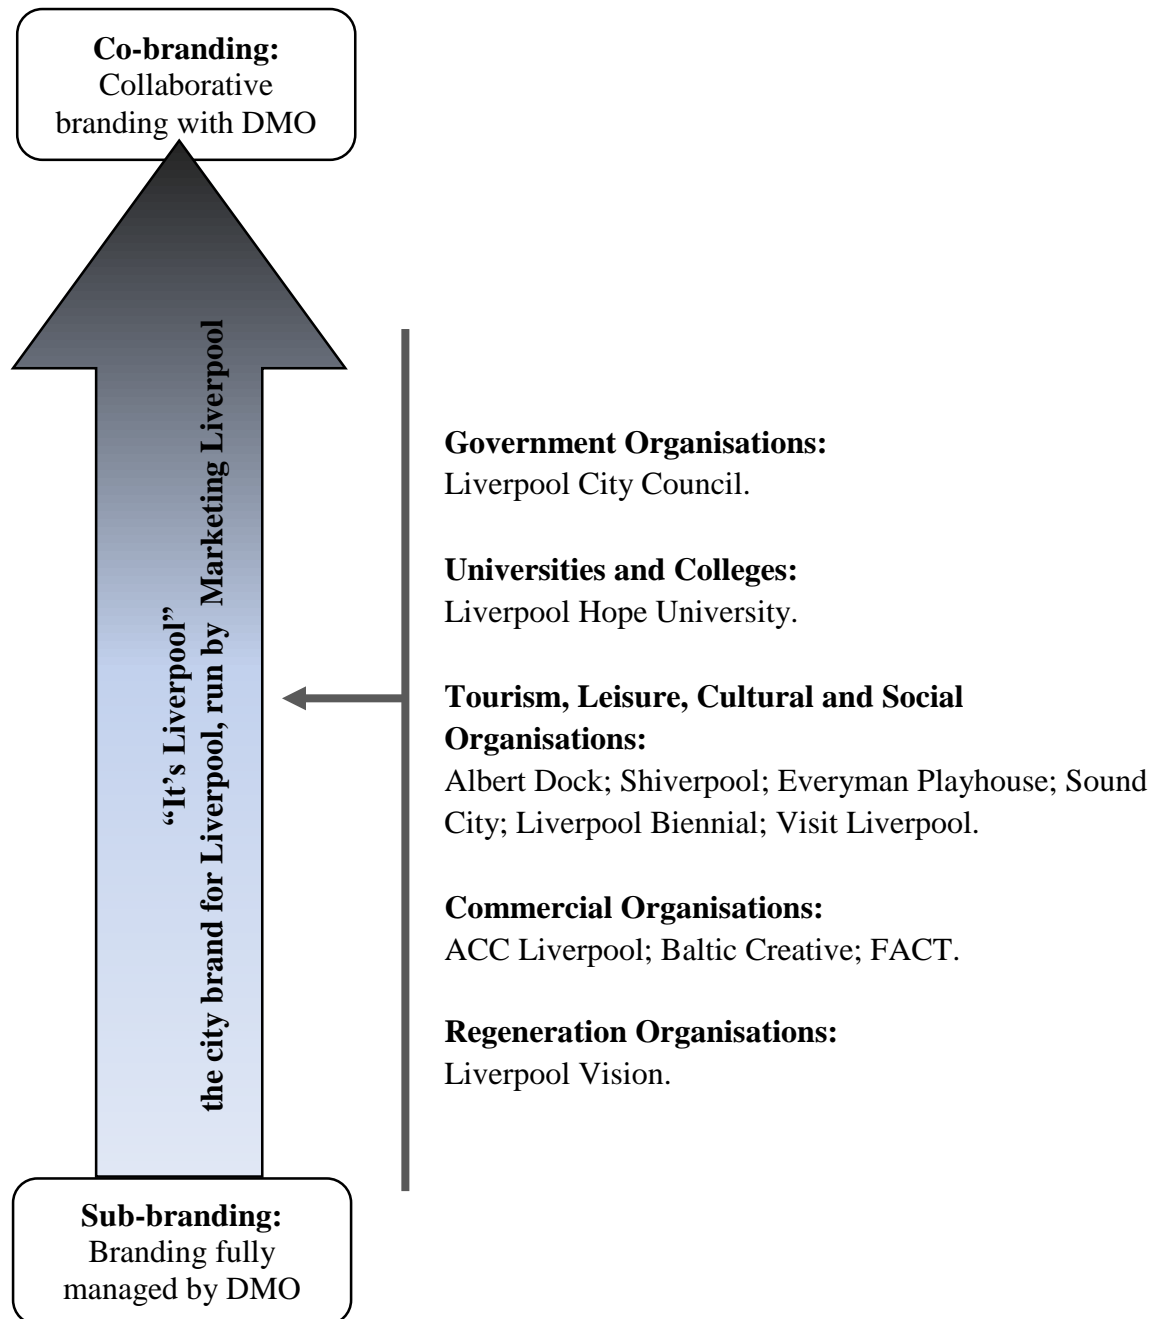 Co-branding:
Collaborative
branding with DMO
“It’s Liverpool”
the city brand for Liverpool, run by Marketing Liverpool
Government Organisations:
Liverpool City Council.
Universities and Colleges:
Liverpool Hope University.
Tourism, Leisure, Cultural and Social
Organisations:
Albert Dock; Shiverpool; Everyman Playhouse; Sound
City; Liverpool Biennial; Visit Liverpool.
Commercial Organisations:
ACC Liverpool; Baltic Creative; FACT.
Regeneration Organisations:
Liverpool Vision.
Sub-branding:
Branding fully
managed by DMO